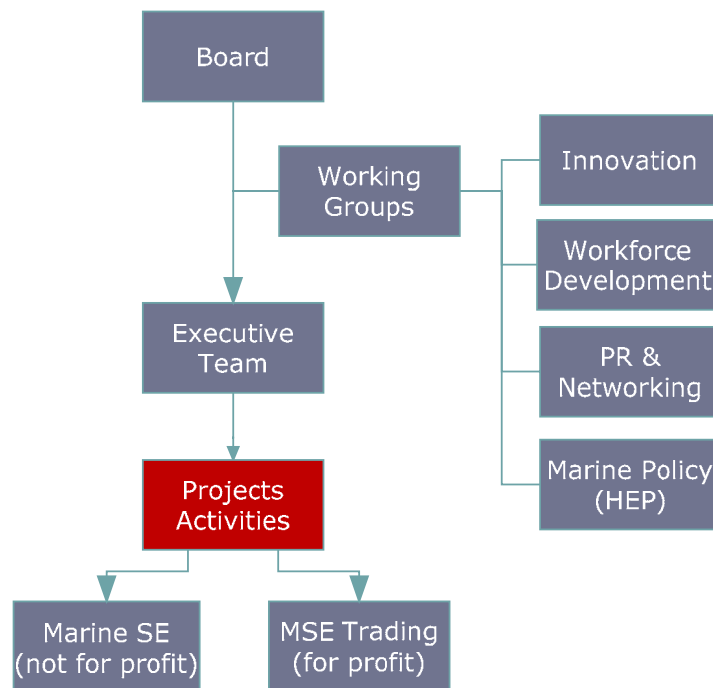 Board
Working
Groups
Innovation
Workforce
Development
PR &
Networking
Marine Policy
(HEP)
Executive
Team
Projects
Activities
Marine SE
(not for profit)
MSE Trading
(for profit)